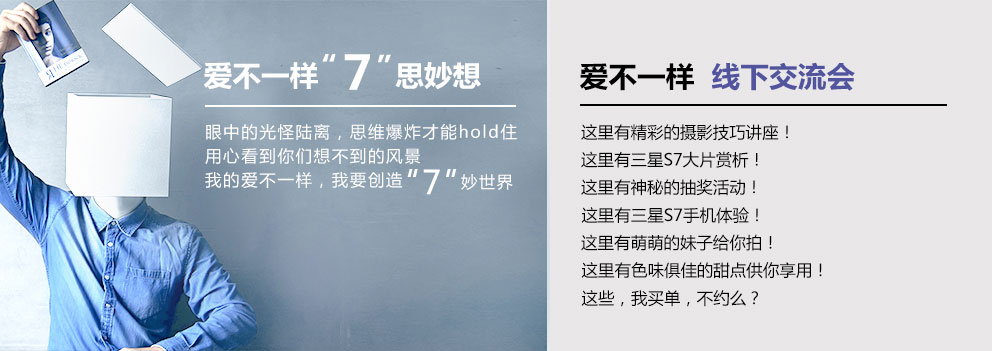 爱不一样“7”思妙想
眼中的光怪陆离，思维爆炸才能hold住
用心看到你们想不到的风景
我的爱不一样，我要创造“7”妙世界
爱不一样 线下交流会
这里有精彩的摄影技巧讲座！
这里有三星S7大片赏析！
这里有神秘的抽奖活动！
这里有三星S7手机体验！
这里有萌萌的妹子给你拍！
这里有色味俱佳的甜点供你享用！
这些，我买单，不约么？